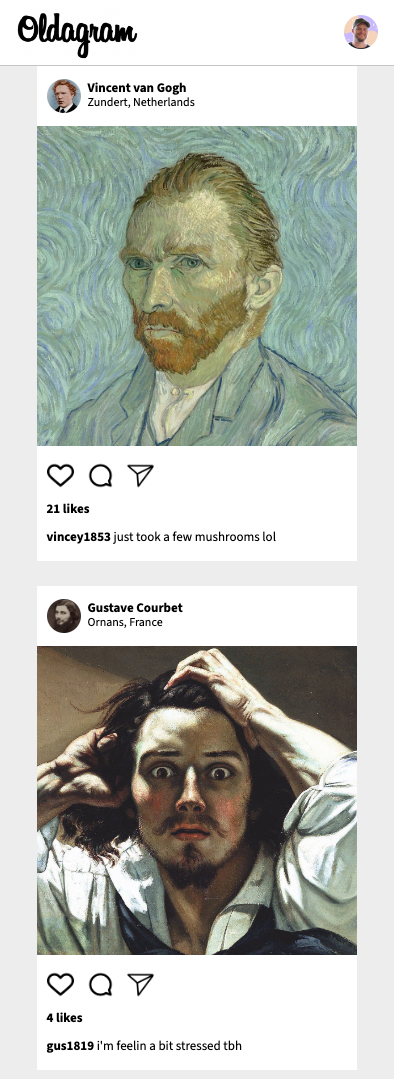 Oldagram
Vincent van Gogh
Zundert, Netherlands
21 likes
vincey1853 just took a few mushrooms lol
Gustave Courbet
Ornans, France
4 likes
gus1819 i'm feelin a bit stressed tbh